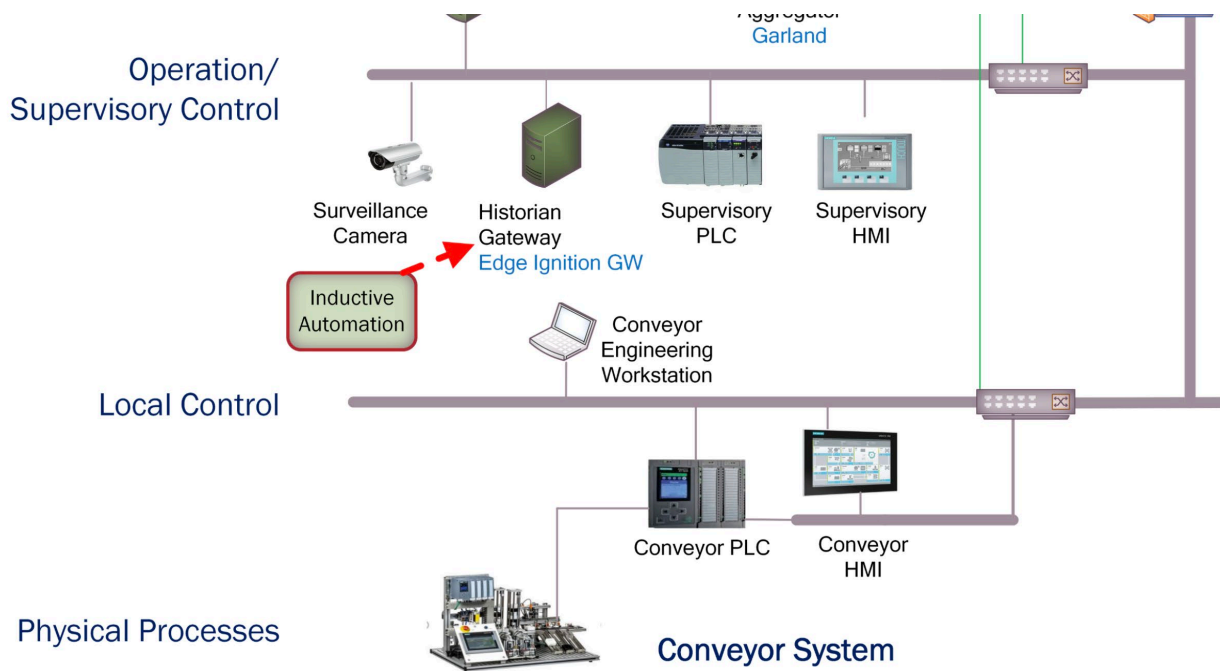 Aggregator
Garland
Operation/
Supervisory Control
Surveillance
Camera
Historian
Gateway
Edge Ignition GW
Supervisory
PLC
Supervisory
HMI
Inductive
Automation
Conveyor
Engineering
Workstation
Local Control
Conveyor PLC
Conveyor
HMI
Physical Processes
Conveyor System